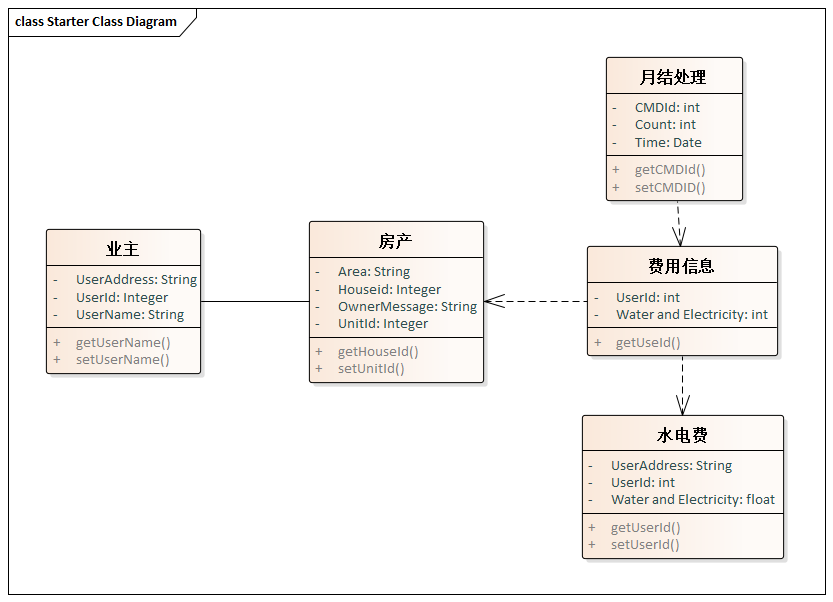 class Starter Class Diagram
月结处理
- CMDId: int
- Count: int
- Time: Date
+ getCMDId()
+ setCMDID()
业主
- UserAddress: String
- UserId: Integer
- UserName: String
+ getUserName()
+ setUserName()
房产
- Area: String
- Houseid: Integer
- OwnerMessage: String
- UnitId: Integer
+ getHouseId()
+ setUnitId()
费用信息
- UserId: int
- Water and Electricity: int
+ getUseId()
水电费
- UserAddress: String
- UserId: int
- Water and Electricity: float
+ getUserId()
+ setUserId()